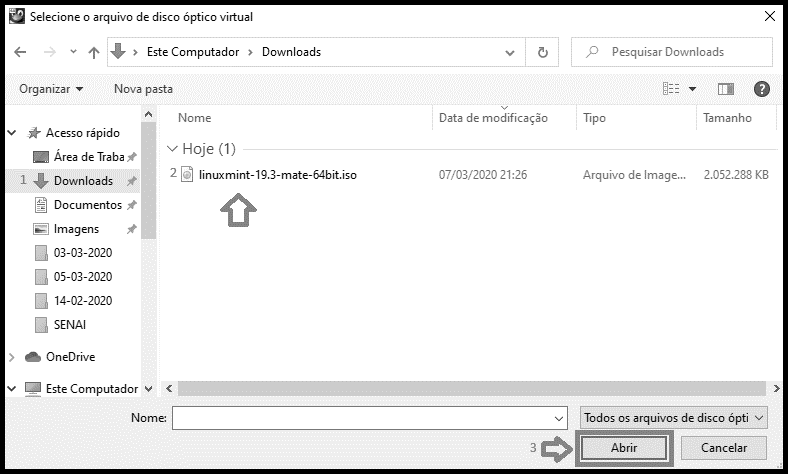 Selecione o arquivo de disco óptico virtual
Este Computador > Downloads
Pesquisar Downloads
Organizar
Nova pasta
Nome
Data de modificação
Tipo
Tamanho
Acesso rápido
Área de Traba
1 Downloads
Documentos
Imagens
03-03-2020
05-03-2020
14-02-2020
SENAI
OneDrive
Este Computador
Hoje (1)
2 linuxmint-19.3-mate-64bit.iso 07/03/2020 21:26 Arquivo de Image... 2.052.288 KB
Nome:
Todos os arquivos de disco ópti
3 Abrir
Cancelar